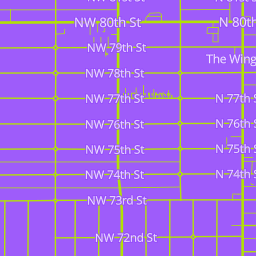 NW 80th St
N 80th
NW 79th St
The Wing
NW 78th St
NW 77th St
N 77th S
NW 76th St
N 76th S
NW 75th St
N 75th S
NW 74th St
N 74th S
NW 73rd St
NW 72nd St